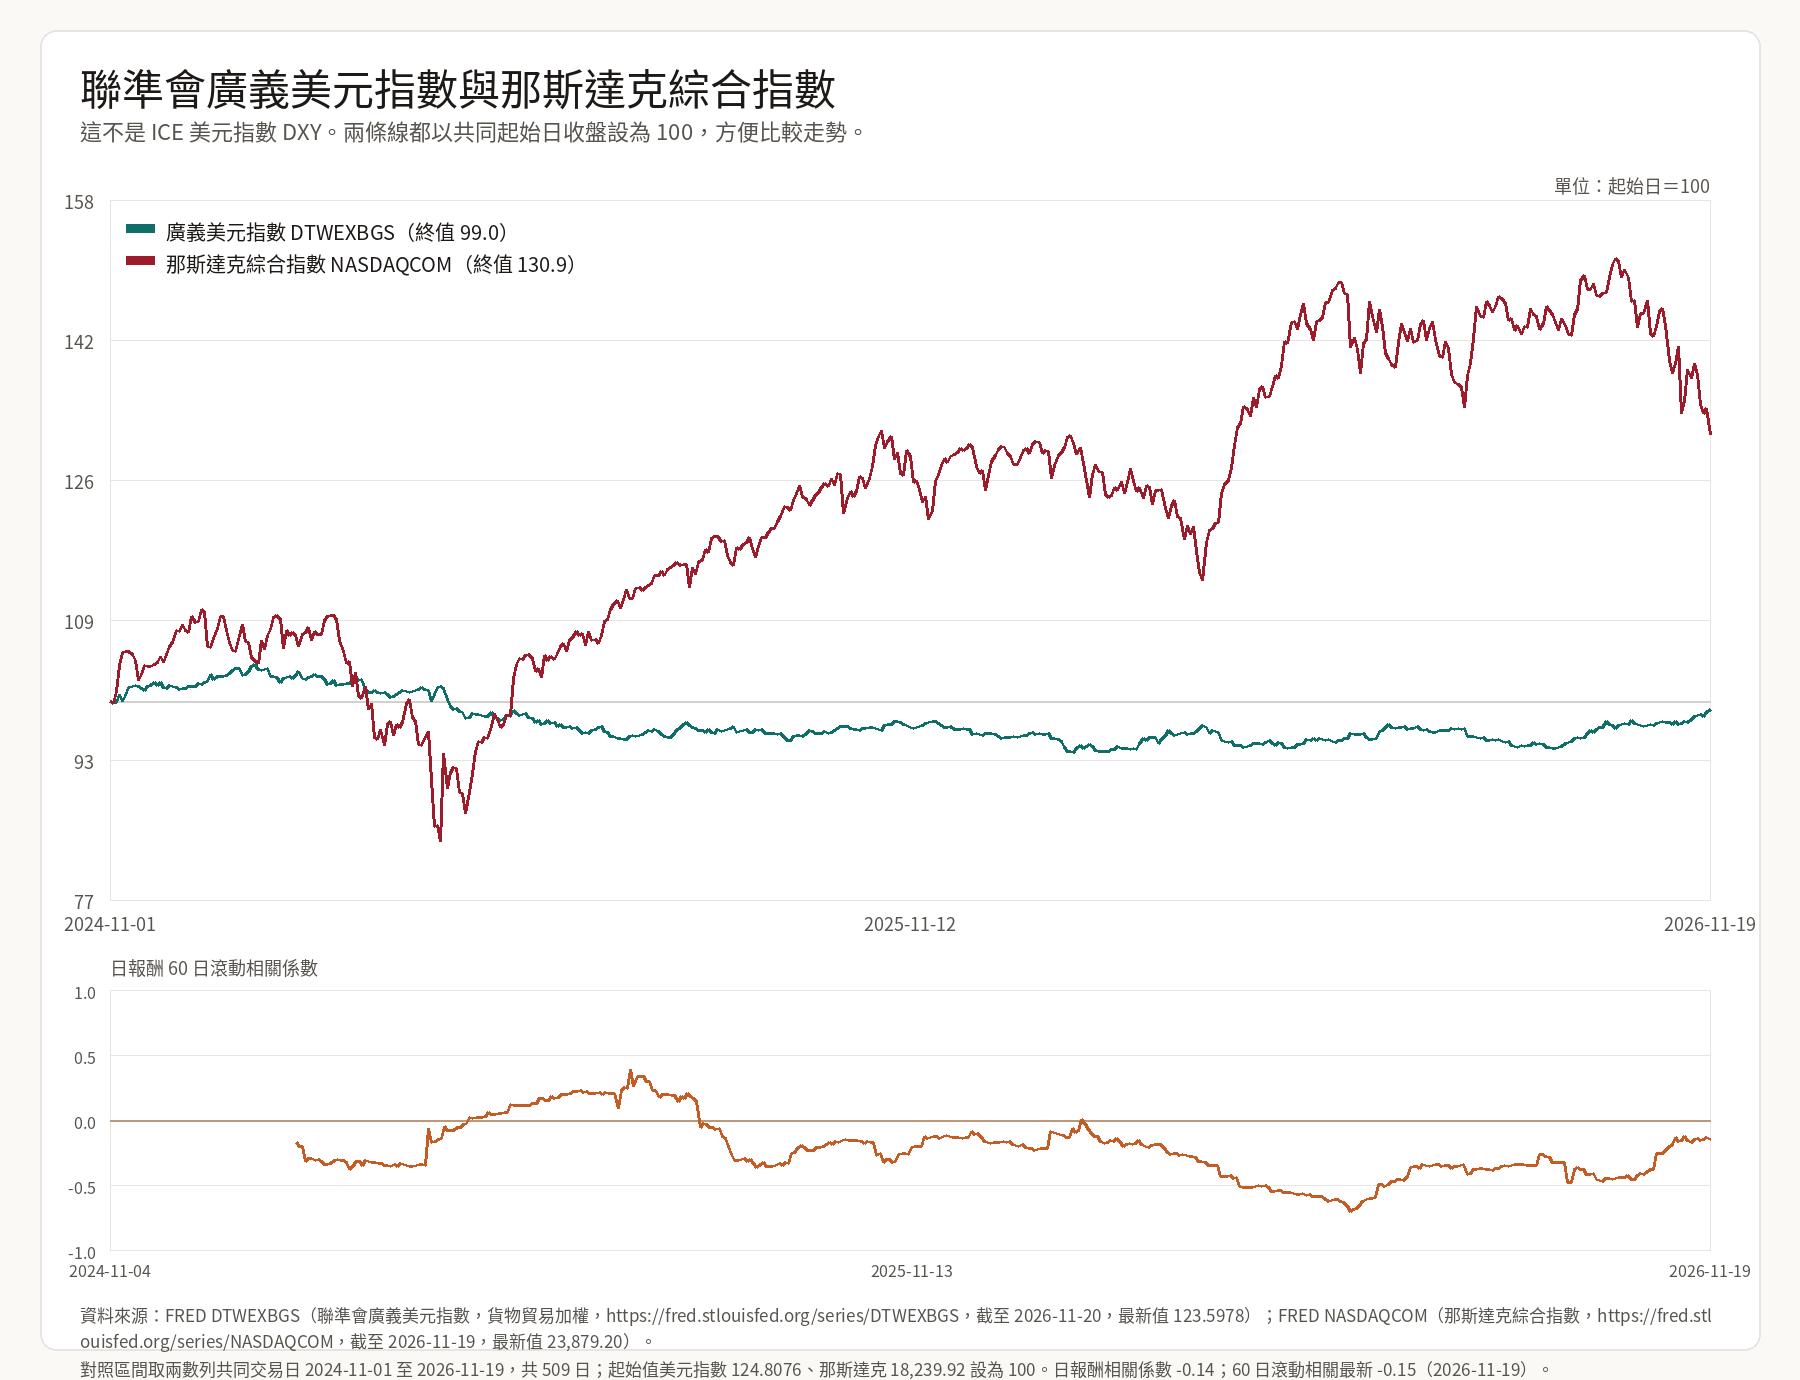 聯準會廣義美元指數與那斯達克綜合指數
這不是 ICE 美元指數 DXY。兩條線都以共同起始日收盤設為 100，方便比較走勢。
單位：起始日＝100
158
廣義美元指數 DTWEXBGS（終值 99.0）
那斯達克綜合指數 NASDAQCOM（終值 130.9）
142
126
109
93
77
2024-11-01
2025-11-12
2026-11-19
日報酬 60 日滾動相關係數
1.0
0.5
0.0
-0.5
-1.0
2024-11-04
2025-11-13
2026-11-19
資料來源：FRED DTWEXBGS（聯準會廣義美元指數，貨物貿易加權，https://fred.stlouisfed.org/series/DTWEXBGS，截至 2026-11-20，最新值 123.5978）；FRED NASDAQCOM（那斯達克綜合指數，https://fred.stl
ouisfed.org/series/NASDAQCOM，截至 2026-11-19，最新值 23,879.20）。
對照區間取兩數列共同交易日 2024-11-01 至 2026-11-19，共 509 日；起始值美元指數 124.8076、那斯達克 18,239.92 設為 100。日報酬相關係數 -0.14；60 日滾動相關最新 -0.15（2026-11-19）。